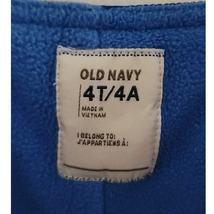 OLD NAVY
4T/4A
MADE IN
VIETNAM
I BELONG TO:
J'APPARTIENS À: